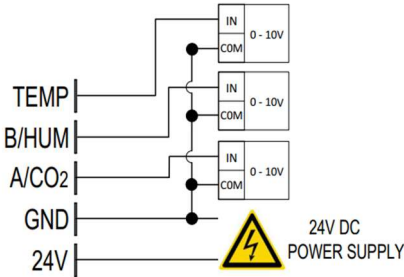 IN
0 - 10V
COM
IN
0 - 10V
COM
IN
0 - 10V
COM
TEMP
B/HUM
A/CO2
GND
24V
24V DC
POWER SUPPLY